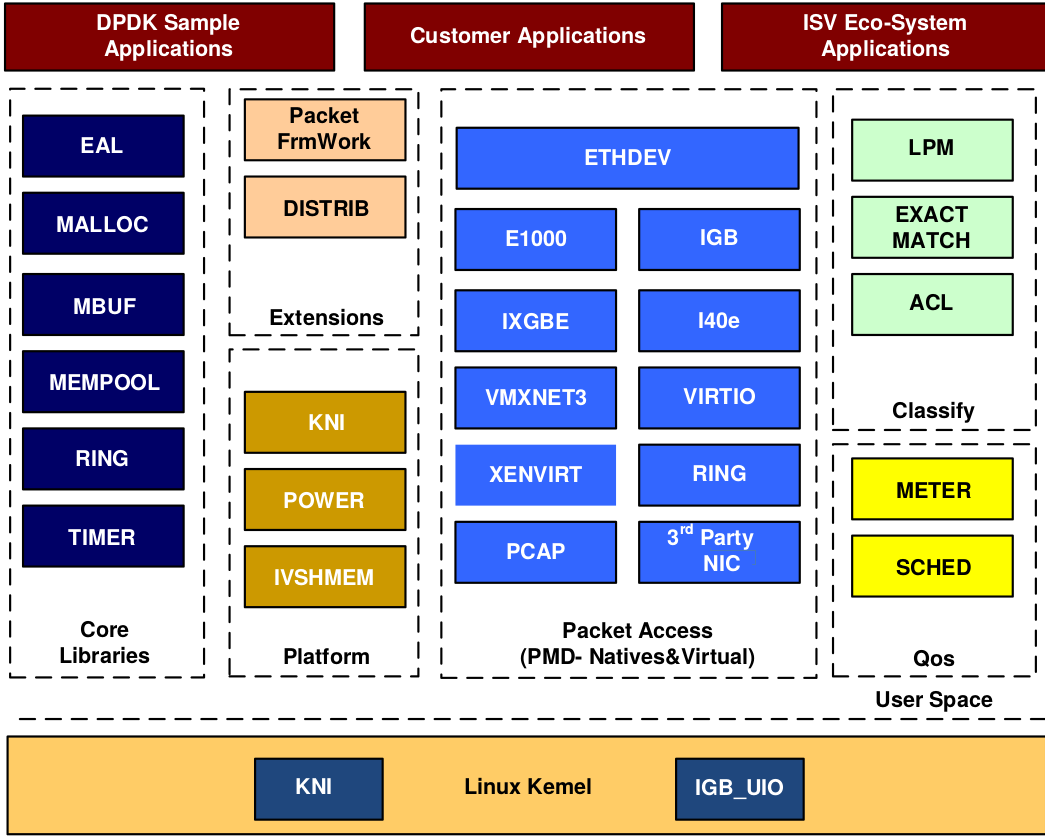 DPDK Sample
Applications
Customer Applications
ISV Eco-System
Applications
EAL
MALLOC
MBUF
MEMPOOL
RING
TIMER
Core
Libraries
Packet
FrmWork
DISTRIB
Extensions
KNI
POWER
IVSHMEM
Platform
ETHDEV
E1000
IGB
IXGBE
I40e
VMXNET3
VIRTIO
XENVIRT
RING
PCAP
3rd Party
NIC
Packet Access
(PMD- Natives&Virtual)
LPM
EXACT
MATCH
ACL
Classify
METER
SCHED
Qos
User Space
KNI
Linux Kernel
IGB_UIO